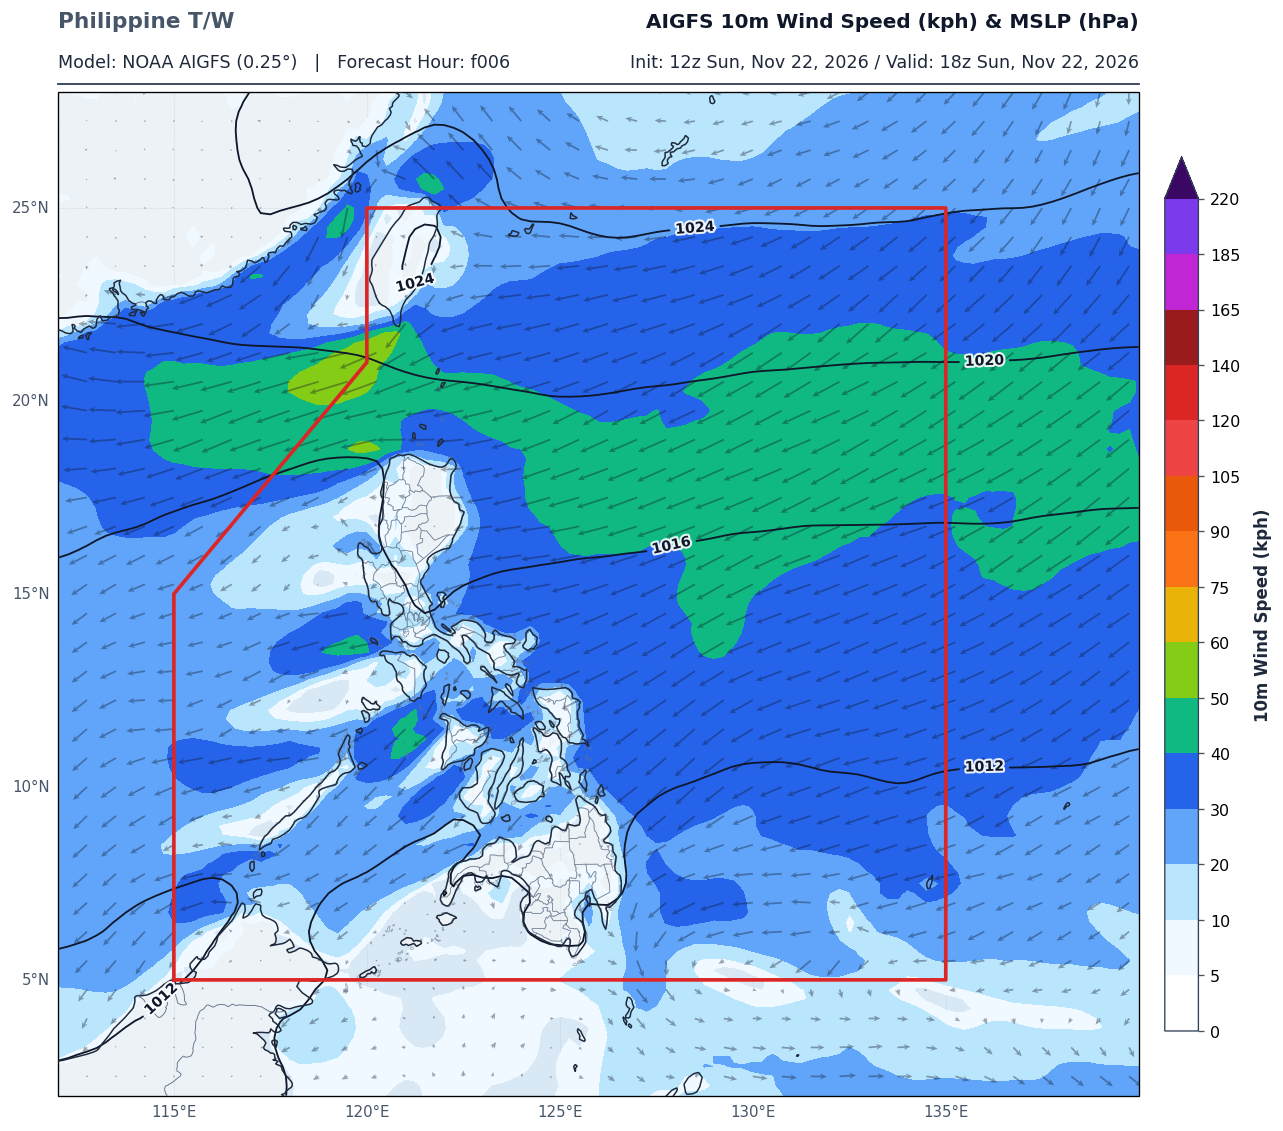 Philippine T/W
AIGFS 10m Wind Speed (kph) & MSLP (hPa)
Model: NOAA AIGFS (0.25°)   |   Forecast Hour: f006
Init: 12z Sun, Nov 22, 2026 / Valid: 18z Sun, Nov 22, 2026
25°N
20°N
15°N
10°N
5°N
115°E
120°E
125°E
130°E
135°E
1024
1024
1020
1016
1012
1012
220
185
165
140
120
105
90
75
60
50
40
30
20
10
5
0
10m Wind Speed (kph)